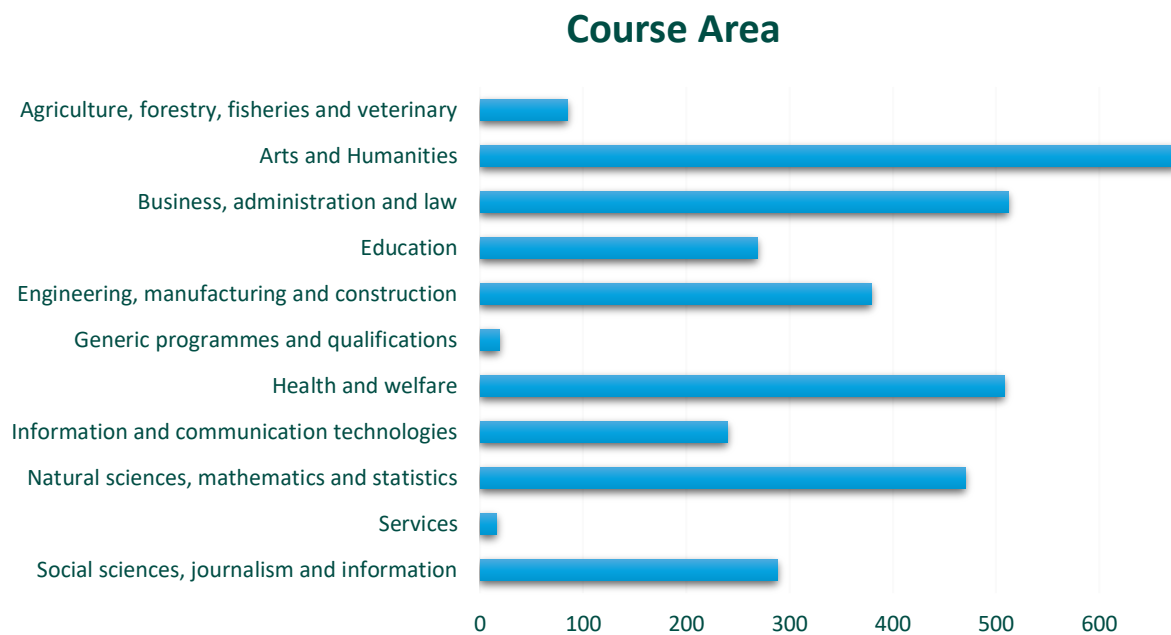 Course Area
Agriculture, forestry, fisheries and veterinary
Arts and Humanities
Business, administration and law
Education
Engineering, manufacturing and construction
Generic programmes and qualifications
Health and welfare
Information and communication technologies
Natural sciences, mathematics and statistics
Services
Social sciences, journalism and information
0 100 200 300 400 500 600